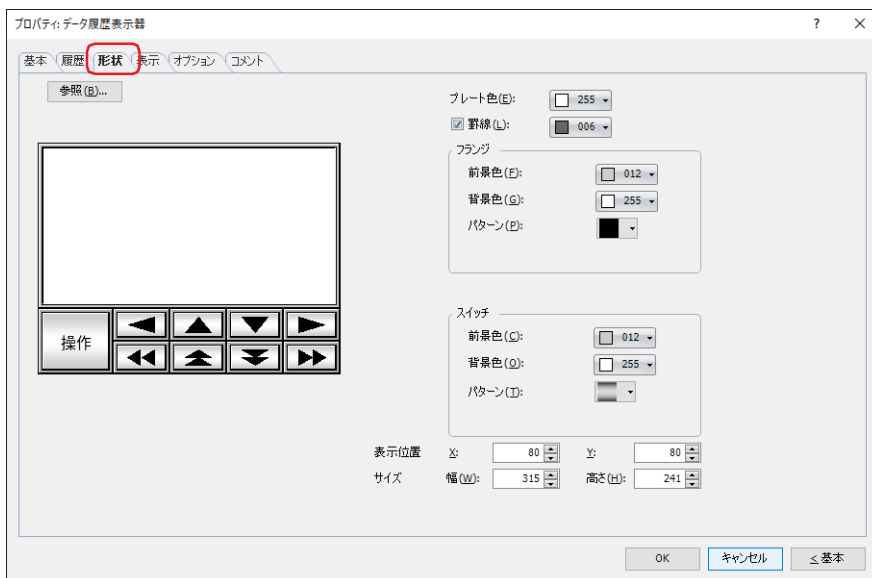 プロパティ: データ履歴表示器
?
×
基本 履歴 形状 表示 オプション コメント
参照(B)...
プレート色(E): 255
罫線(L): 006
フランジ
前景色(F): 012
背景色(G): 255
パターン(P):
操作
スイッチ
前景色(C): 012
背景色(O): 255
パターン(T):
表示位置 X: 80 Y: 80
サイズ 幅(W): 315 高さ(H): 241
OK キャンセル < 基本